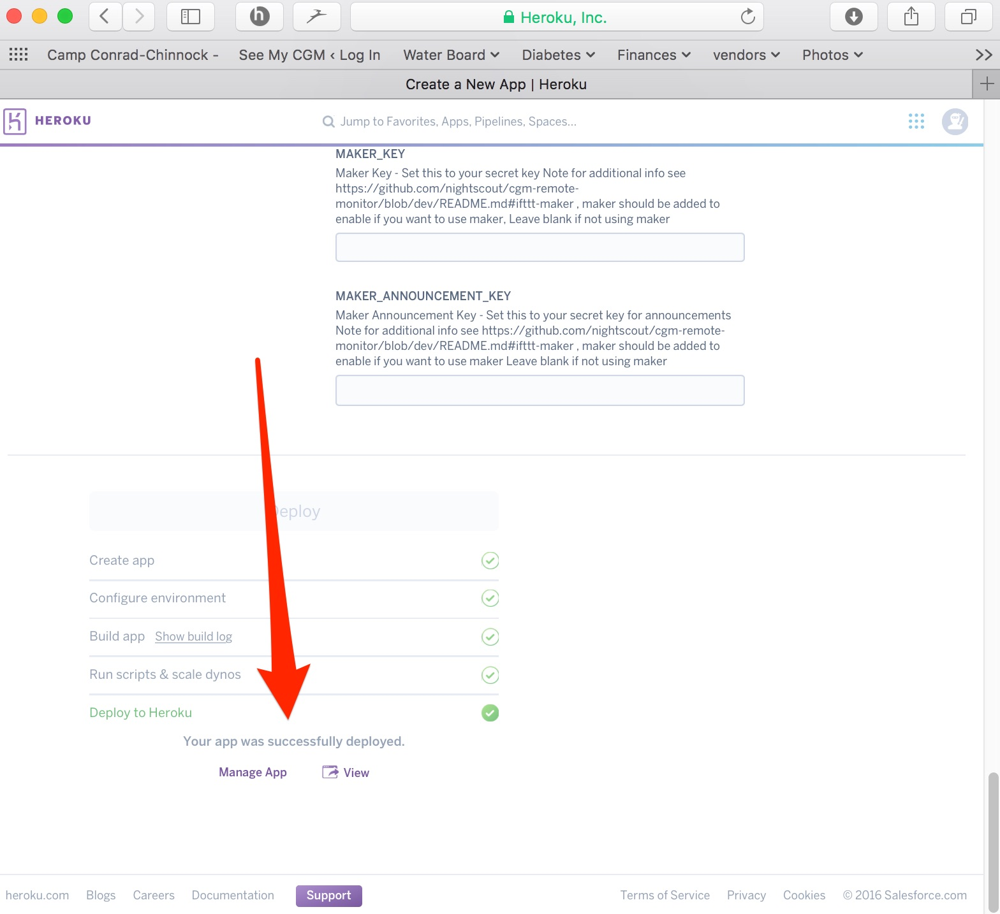 Heroku, Inc.
Camp Conrad-Chinnock -
See My CGM ‹ Log In
Water Board
Diabetes
Finances
vendors
Photos
Create a New App | Heroku
HEROKU
Jump to Favorites, Apps, Pipelines, Spaces...
MAKER_KEY
Maker Key - Set this to your secret key Note for additional info see
https://github.com/nightscout/cgm-remote-
monitor/blob/dev/README.md#ifttt-maker , maker should be added to
enable if you want to use maker, Leave blank if not using maker
MAKER_ANNOUNCEMENT_KEY
Maker Announcement Key - Set this to your secret key for announcements
Note for additional info see https://github.com/nightscout/cgm-remote-
monitor/blob/dev/README.md#ifttt-maker , maker should be added to
enable if you want to use maker Leave blank if not using maker
Deploy
Create app
Configure environment
Build app Show build log
Run scripts & scale dynos
Deploy to Heroku
Your app was successfully deployed.
Manage App
View
heroku.com
Blogs
Careers
Documentation
Support
Terms of Service
Privacy
Cookies
© 2016 Salesforce.com